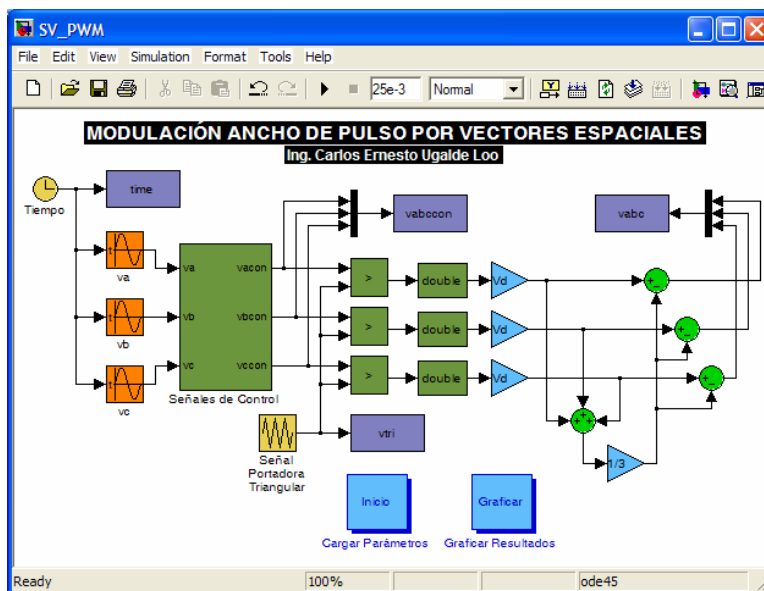 SV_PWM
File Edit View Simulation Format Tools Help
25e-3 Normal
MODULACIÓN ANCHO DE PULSO POR VECTORES ESPACIALES
Ing. Carlos Ernesto Ugalde Loo
Tiempo
time
vabccon
vabc
t
va
t
vb
t
vc
va vacon
vb vbcon
vc vccon
Señales de Control
> double Vd
> double Vd
> double Vd
+ -
+ -
+ -
+ + +
1/3
Señal
Portadora
Triangular
vtri
Inicio
Cargar Parámetros
Graficar
Graficar Resultados
Ready 100% ode45